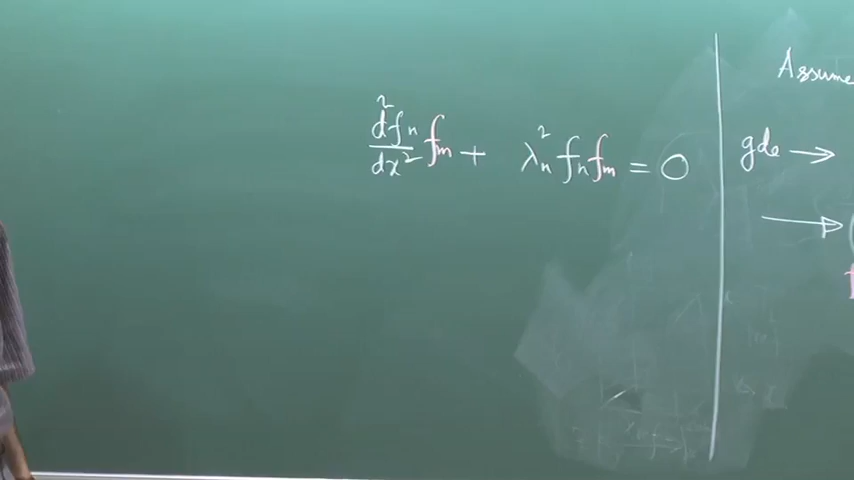 d²fₙ/dx² fₘ + λₙ² fₙ fₘ = 0
Assume
gde →
→